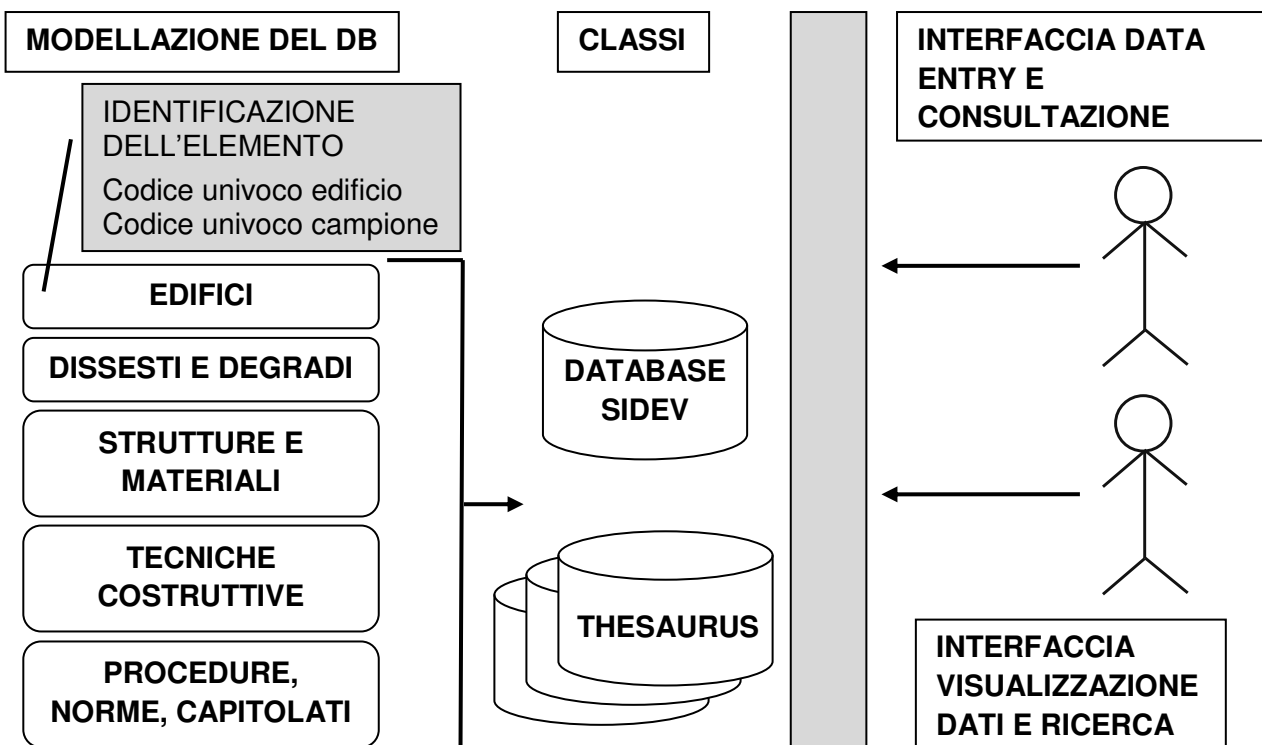 MODELLAZIONE DEL DB
IDENTIFICAZIONE
DELL'ELEMENTO
Codice univoco edificio
Codice univoco campione
EDIFICI
DISSESTI E DEGRADI
STRUTTURE E
MATERIALI
TECNICHE
COSTRUTTIVE
PROCEDURE,
NORME, CAPITOLATI
CLASSI
DATABASE
SIDEV
THESAURUS
INTERFACCIA DATA
ENTRY E
CONSULTAZIONE
INTERFACCIA
VISUALIZZAZIONE
DATI E RICERCA